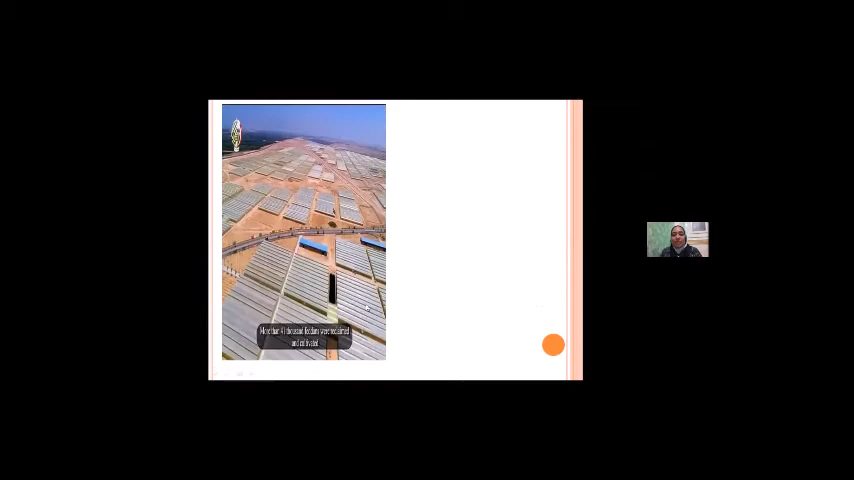 More than 41 thousand feddans were reclaimed
and cultivated